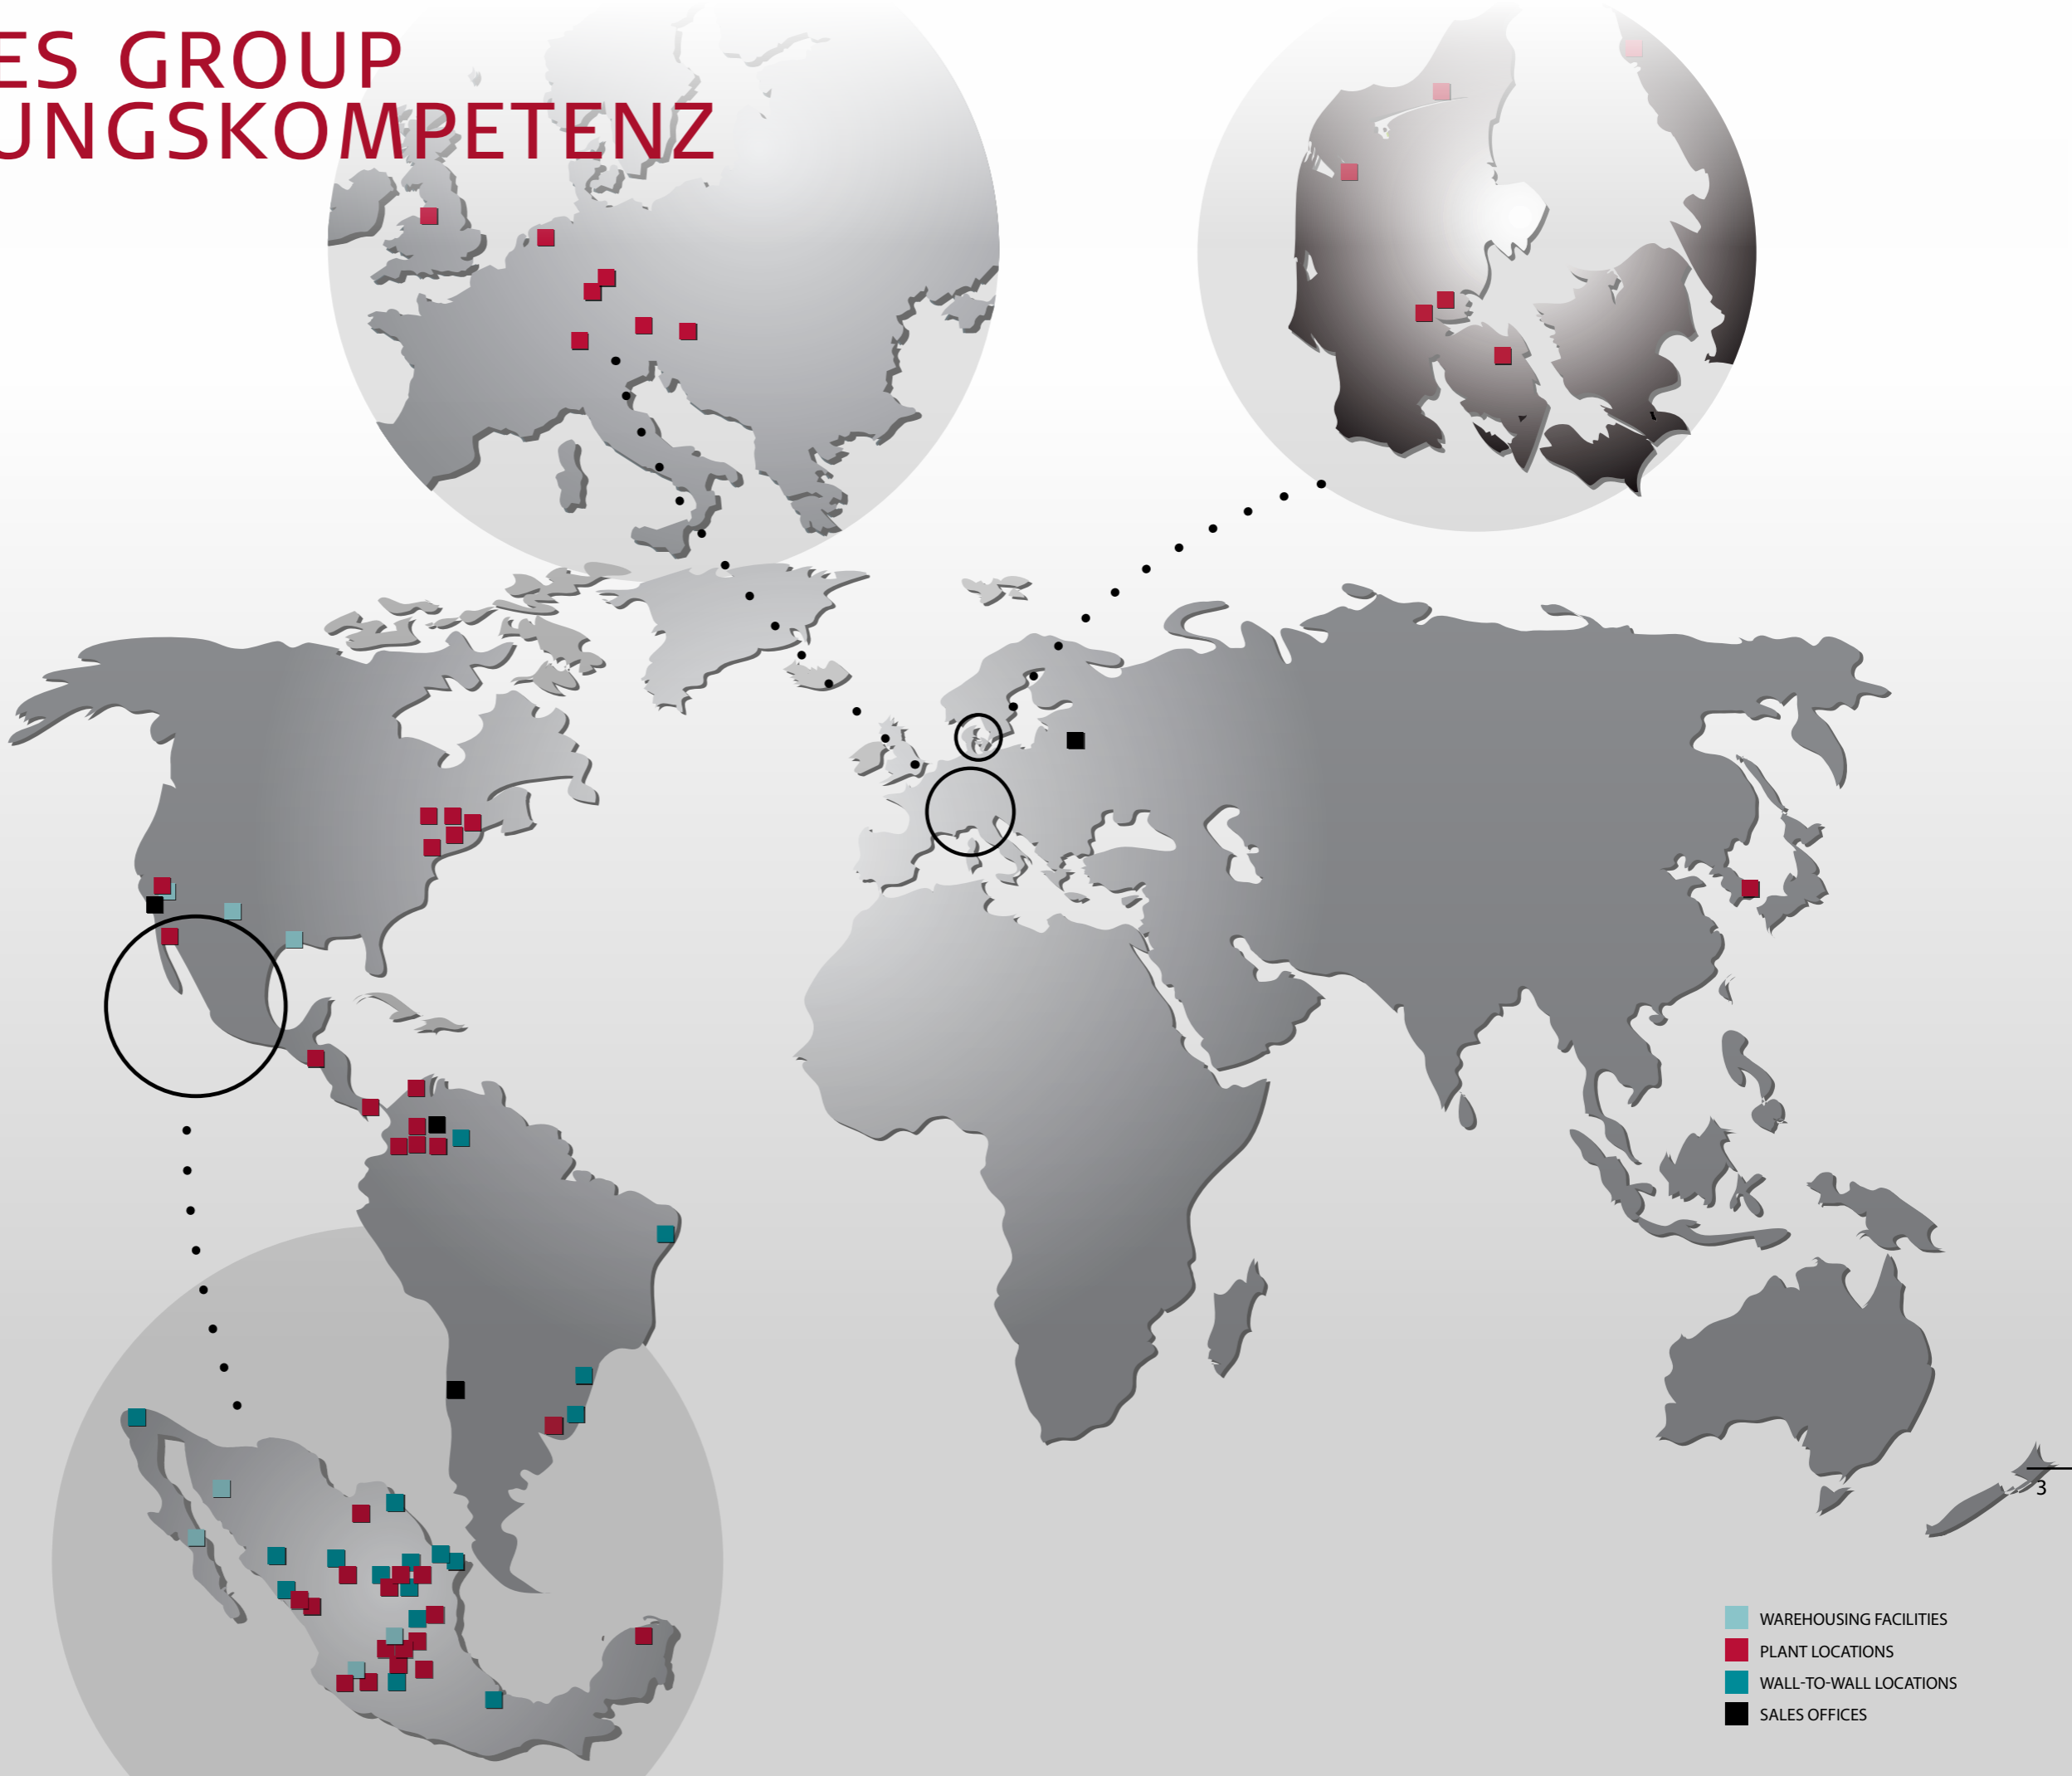 ES GROUP
UNGSKOMPETENZ
3
WAREHOUSING FACILITIES
PLANT LOCATIONS
WALL-TO-WALL LOCATIONS
SALES OFFICES